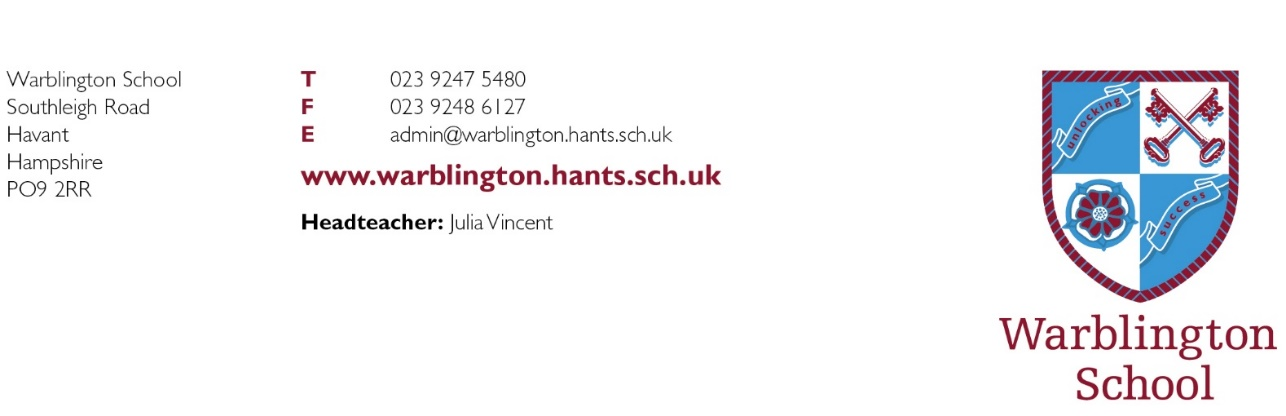 Warblington School
Southleigh Road
Havant
Hampshire
PO9 2RR
T 023 9247 5480
F 023 9248 6127
E admin@warblington.hants.sch.uk
www.warblington.hants.sch.uk
Headteacher: Julia Vincent
unlocking
success
Warblington
School